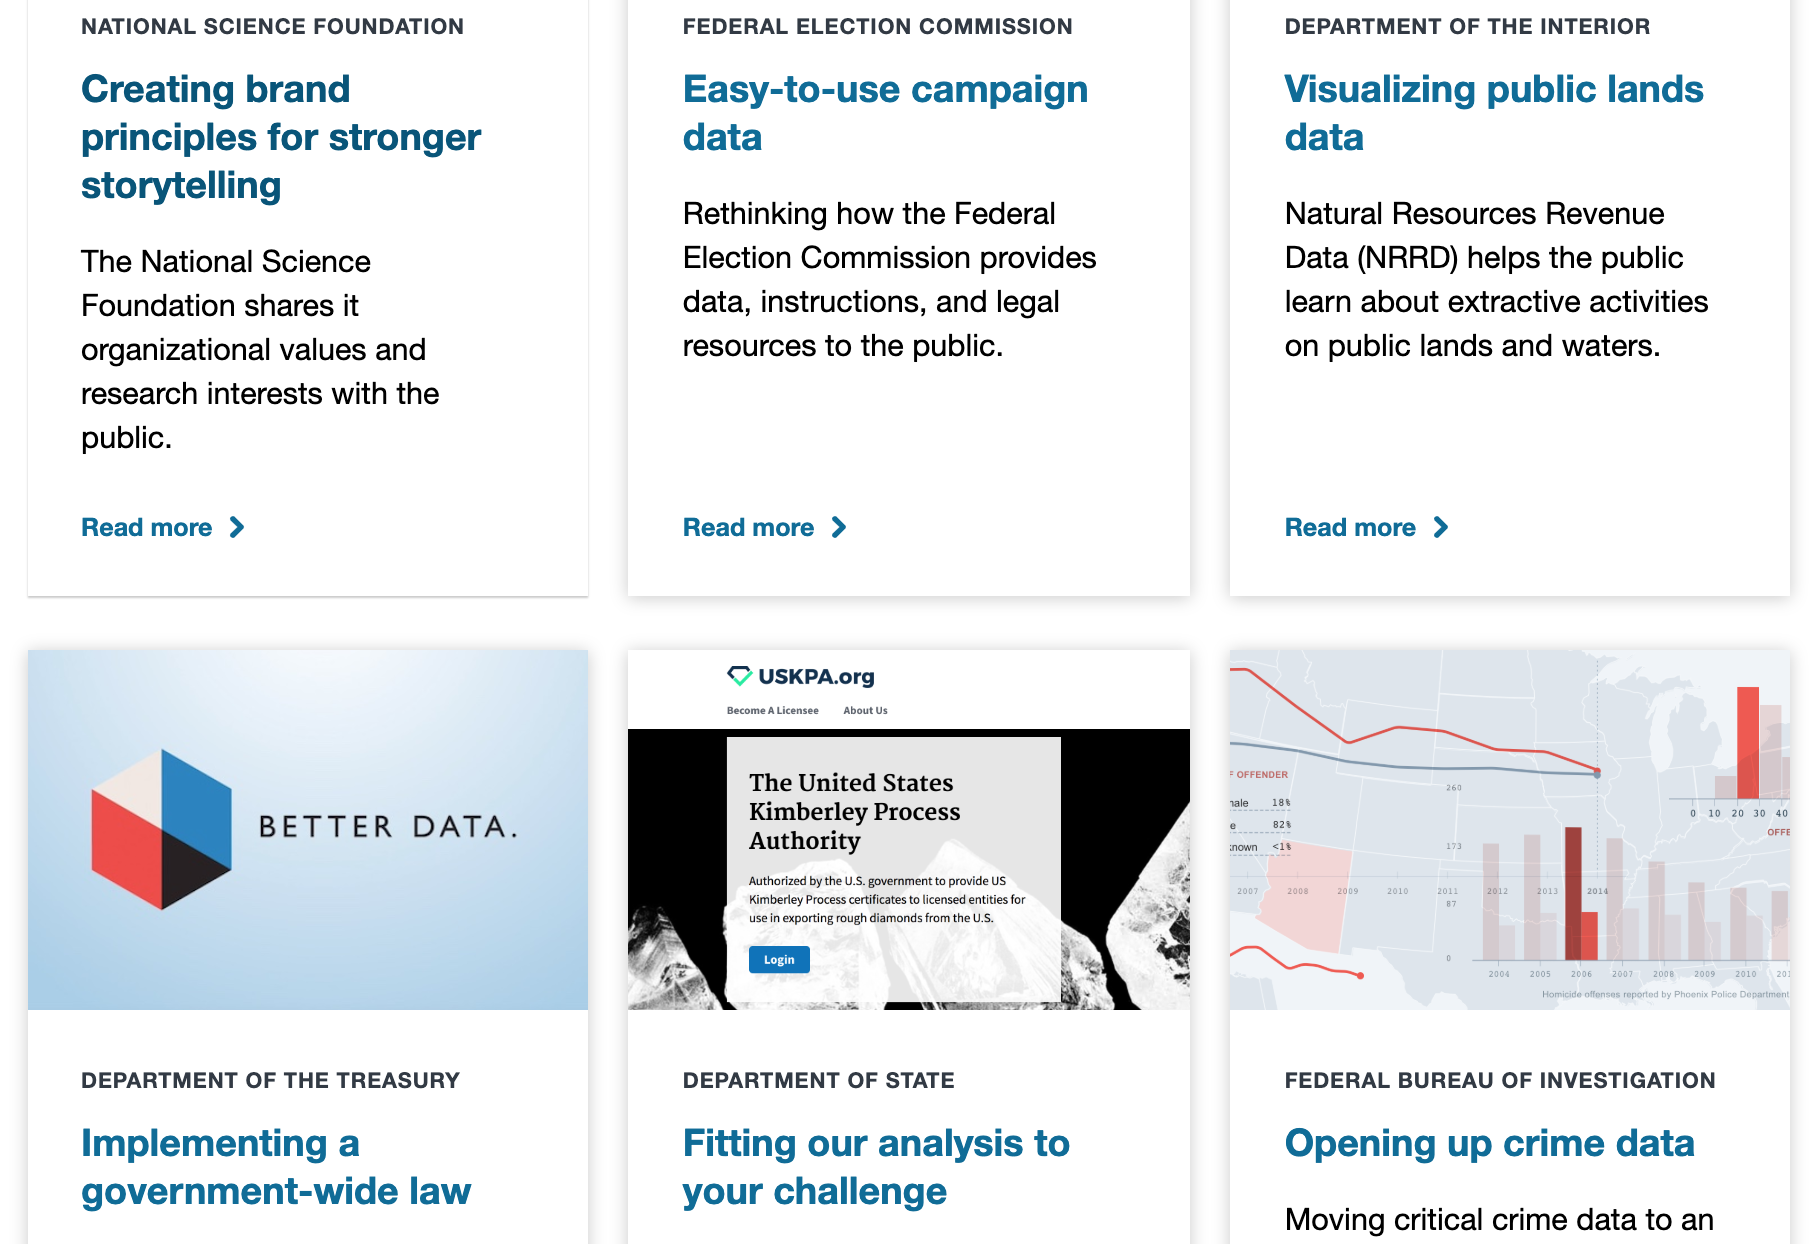 NATIONAL SCIENCE FOUNDATION
Creating brand
principles for stronger
storytelling
The National Science
Foundation shares it
organizational values and
research interests with the
public.
Read more
FEDERAL ELECTION COMMISSION
Easy-to-use campaign
data
Rethinking how the Federal
Election Commission provides
data, instructions, and legal
resources to the public.
Read more
DEPARTMENT OF THE INTERIOR
Visualizing public lands
data
Natural Resources Revenue
Data (NRRD) helps the public
learn about extractive activities
on public lands and waters.
Read more
BETTER DATA.
DEPARTMENT OF THE TREASURY
Implementing a
government-wide law
USKPA.org
Become A Licensee About Us
The United States
Kimberley Process
Authority
Authorized by the U.S. government to provide US
Kimberley Process certificates to licensed entities for
use in exporting rough diamonds from the U.S.
Login
DEPARTMENT OF STATE
Fitting our analysis to
your challenge
F OFFENDER
18%
82%
<1%
260
173
87
0
2007 2008 2009 2010 2011 2012 2013 2014
2004 2005 2006 2007 2008 2009 2010
0 10 20 30 40
OFFE
Homicide offenses reported by Phoenix Police Department
FEDERAL BUREAU OF INVESTIGATION
Opening up crime data
Moving critical crime data to an